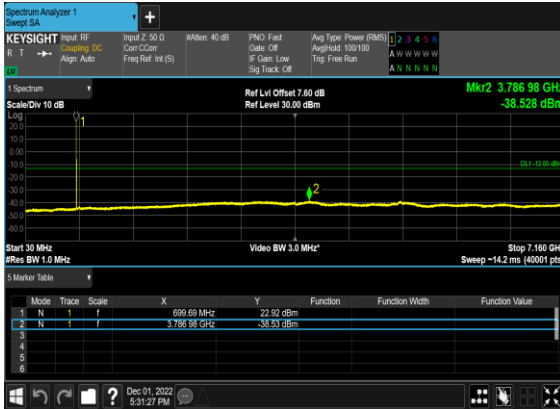 Spectrum Analyzer 1
Swept SA
+
KEYSIGHT Input: RF Input Z: 50 Ω #Atten: 40 dB PNO: Fast Avg Type: Power (RMS) 1 2 3 4 5 6
R T Coupling: DC Corr CCorr Gate: Off Avg|Hold: 100/100 A W W W W W
Align: Auto Freq Ref: Int (S) IF Gain: Low Trig: Free Run
Sig Track: Off A N N N N N
1 Spectrum
Ref Lvl Offset 7.60 dB Mkr2 3.786 98 GHz
Scale/Div 10 dB Ref Level 30.00 dBm -38.528 dBm
Log
1
20.0
10.0
0.00
-10.0
DL1 -13.00 dBm
-20.0
-30.0
2
-40.0
-50.0
-60.0
Start 30 MHz Video BW 3.0 MHz* Stop 7.160 GHz
#Res BW 1.0 MHz Sweep ~14.2 ms (40001 pts)
5 Marker Table
Mode Trace Scale X Y Function Function Width Function Value
1 N 1 f 699.69 MHz 22.92 dBm
2 N 1 f 3.786 98 GHz -38.53 dBm
3
4
5
6
? Dec 01, 2022
5:31:27 PM